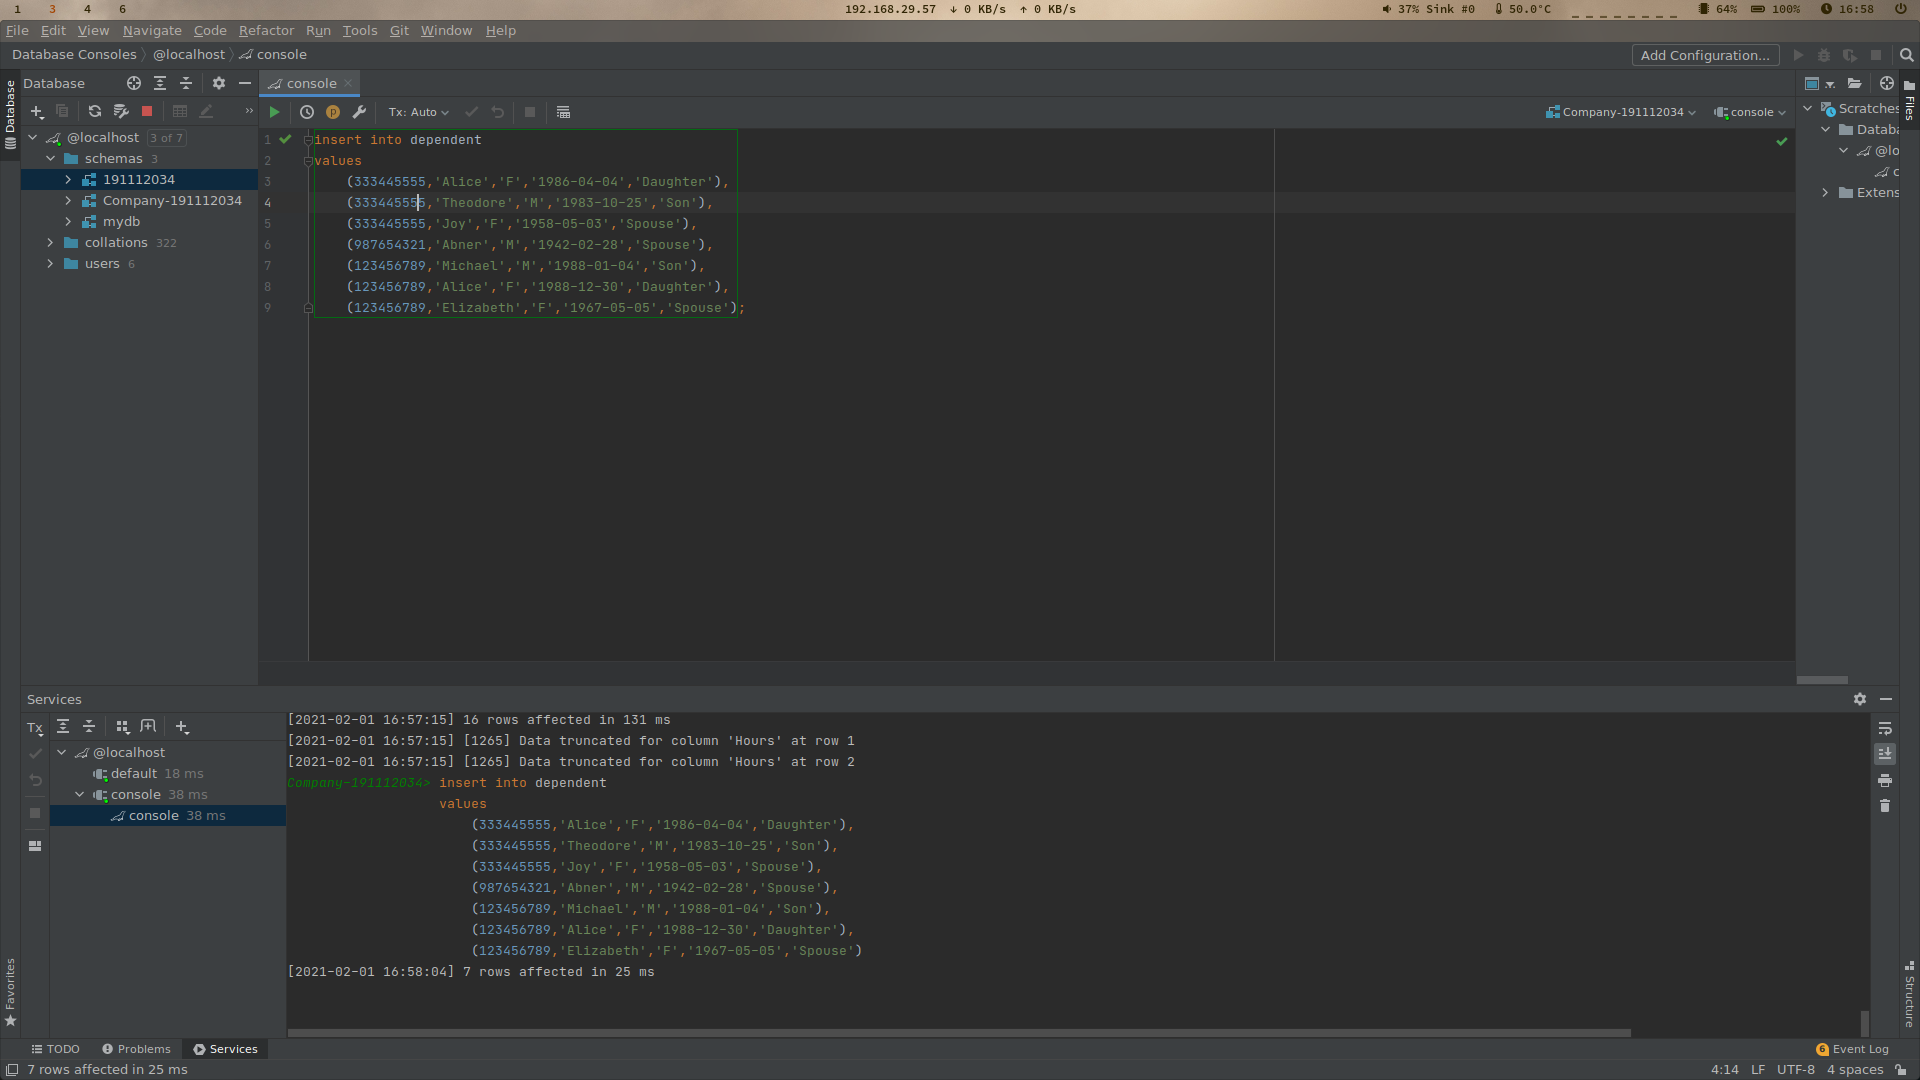 1 3 4 6 192.168.29.57 ↓ 0 KB/s ↑ 0 KB/s 37% Sink #0 50.0°C 64% 100% 16:58
File Edit View Navigate Code Refactor Run Tools Git Window Help
Database Consoles @localhost console Add Configuration...
Database console
Tx: Auto Company-191112034 console
@localhost 3 of 7
schemas 3
191112034
Company-191112034
mydb
collations 322
users 6
1 insert into dependent
2 values
3 (333445555,'Alice','F','1986-04-04','Daughter'),
4 (333445555,'Theodore','M','1983-10-25','Son'),
5 (333445555,'Joy','F','1958-05-03','Spouse'),
6 (987654321,'Abner','M','1942-02-28','Spouse'),
7 (123456789,'Michael','M','1988-01-04','Son'),
8 (123456789,'Alice','F','1988-12-30','Daughter'),
9 (123456789,'Elizabeth','F','1967-05-05','Spouse');
Scratches
Databa
@lo
c
Extens
Database
Files
Services
Tx
@localhost
default 18 ms
console 38 ms
console 38 ms
[2021-02-01 16:57:15] 16 rows affected in 131 ms
[2021-02-01 16:57:15] [1265] Data truncated for column 'Hours' at row 1
[2021-02-01 16:57:15] [1265] Data truncated for column 'Hours' at row 2
Company-191112034> insert into dependent
values
(333445555,'Alice','F','1986-04-04','Daughter'),
(333445555,'Theodore','M','1983-10-25','Son'),
(333445555,'Joy','F','1958-05-03','Spouse'),
(987654321,'Abner','M','1942-02-28','Spouse'),
(123456789,'Michael','M','1988-01-04','Son'),
(123456789,'Alice','F','1988-12-30','Daughter'),
(123456789,'Elizabeth','F','1967-05-05','Spouse')
[2021-02-01 16:58:04] 7 rows affected in 25 ms
Favorites
Structure
TODO Problems Services 6 Event Log
7 rows affected in 25 ms 4:14 LF UTF-8 4 spaces